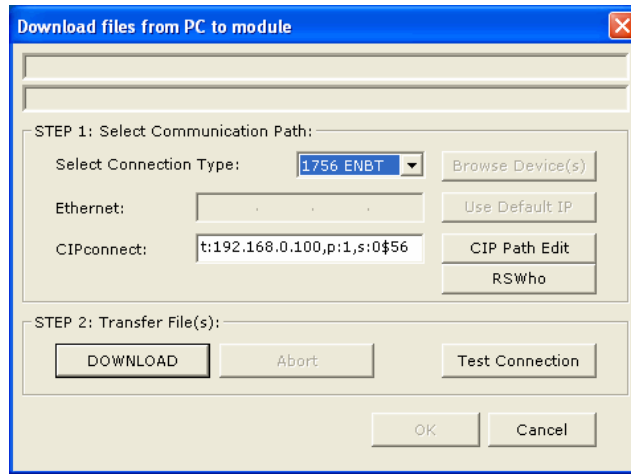 Download files from PC to module
STEP 1: Select Communication Path:
Select Connection Type: 1756 ENBT Browse Device(s)
Ethernet: . . . Use Default IP
CIPconnect: t:192.168.0.100,p:1,s:0$56 CIP Path Edit
RSWho
STEP 2: Transfer File(s):
DOWNLOAD Abort Test Connection
OK Cancel